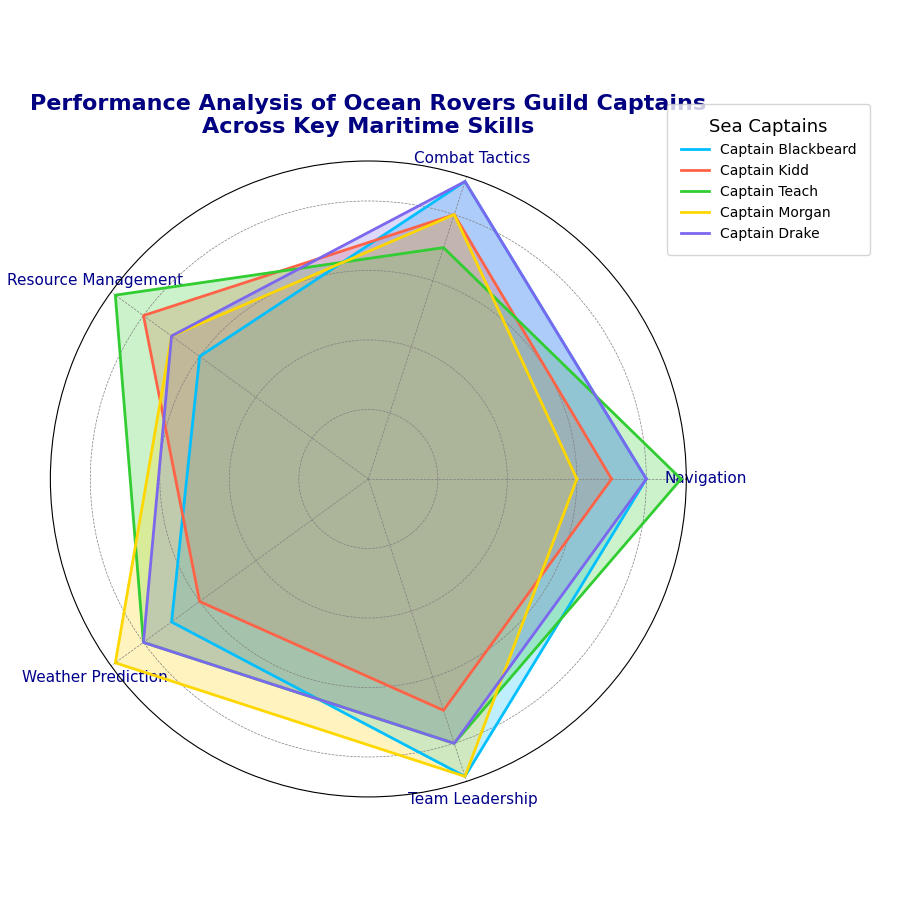 Performance Analysis of Ocean Rovers Guild Captains
Across Key Maritime Skills
Sea Captains
Captain Blackbeard
Captain Kidd
Captain Teach
Captain Morgan
Captain Drake
Combat Tactics
Resource Management
Navigation
Weather Prediction
Team Leadership